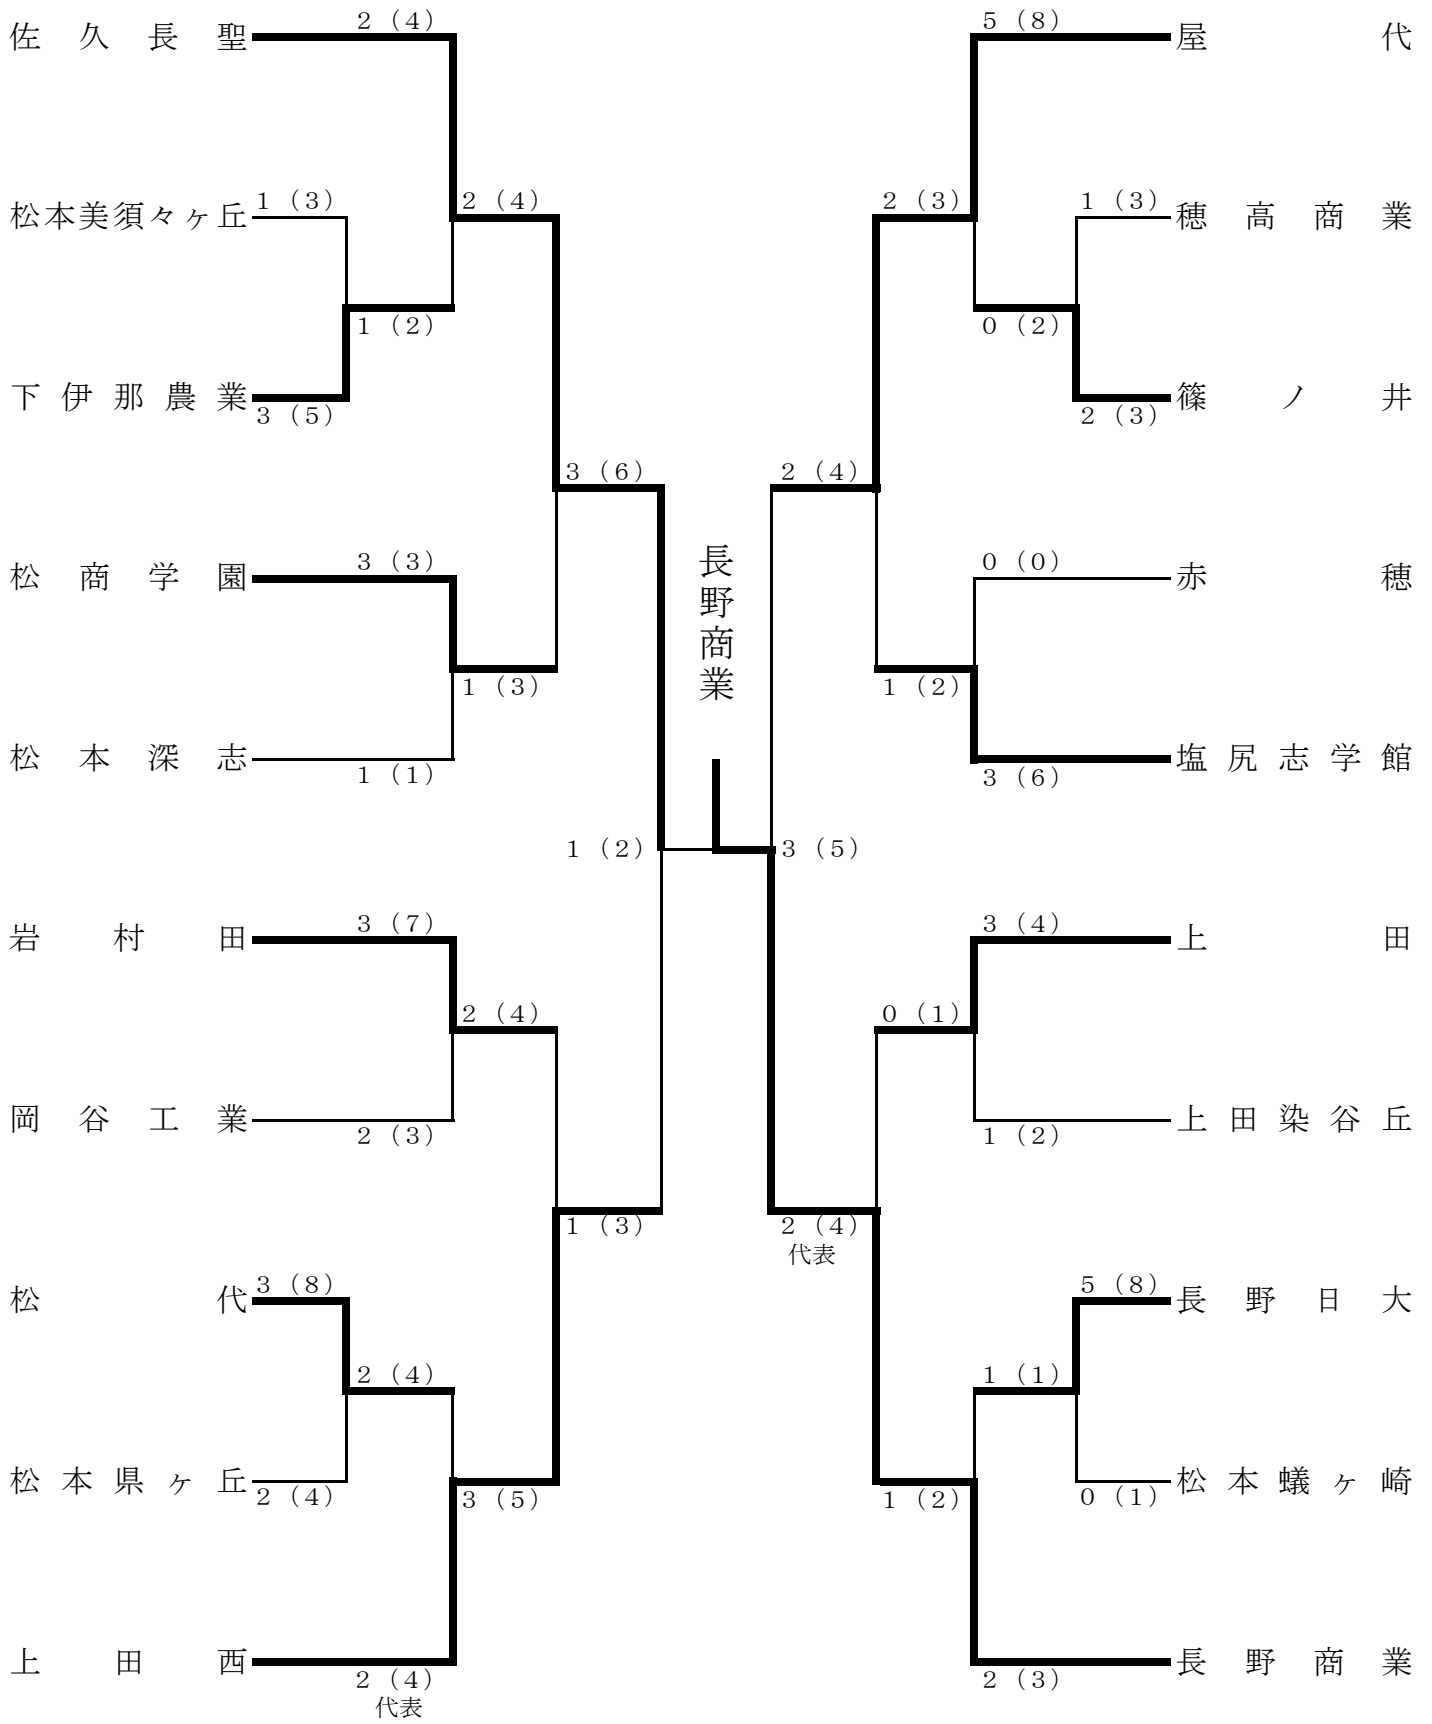 2 (4)
佐久長聖
1 (3)
松本美須々ヶ丘
2 (4)
1 (2)
下伊那農業
3 (5)
3 (6)
3 (3)
松商学園
1 (3)
松本深志
1 (1)
1 (2)
3 (7)
岩村田
2 (4)
岡谷工業
2 (3)
1 (3)
3 (8)
松代
2 (4)
松本県ヶ丘
2 (4)
3 (5)
上田西
2 (4)
代表
長野商業
5 (8)
屋代
2 (3)
1 (3)
穂高商業
0 (2)
篠ノ井
2 (3)
2 (4)
0 (0)
赤穂
1 (2)
塩尻志学館
3 (6)
3 (5)
3 (4)
上田
0 (1)
上田染谷丘
1 (2)
2 (4)
代表
5 (8)
長野日大
1 (1)
松本蟻ヶ崎
0 (1)
1 (2)
長野商業
2 (3)